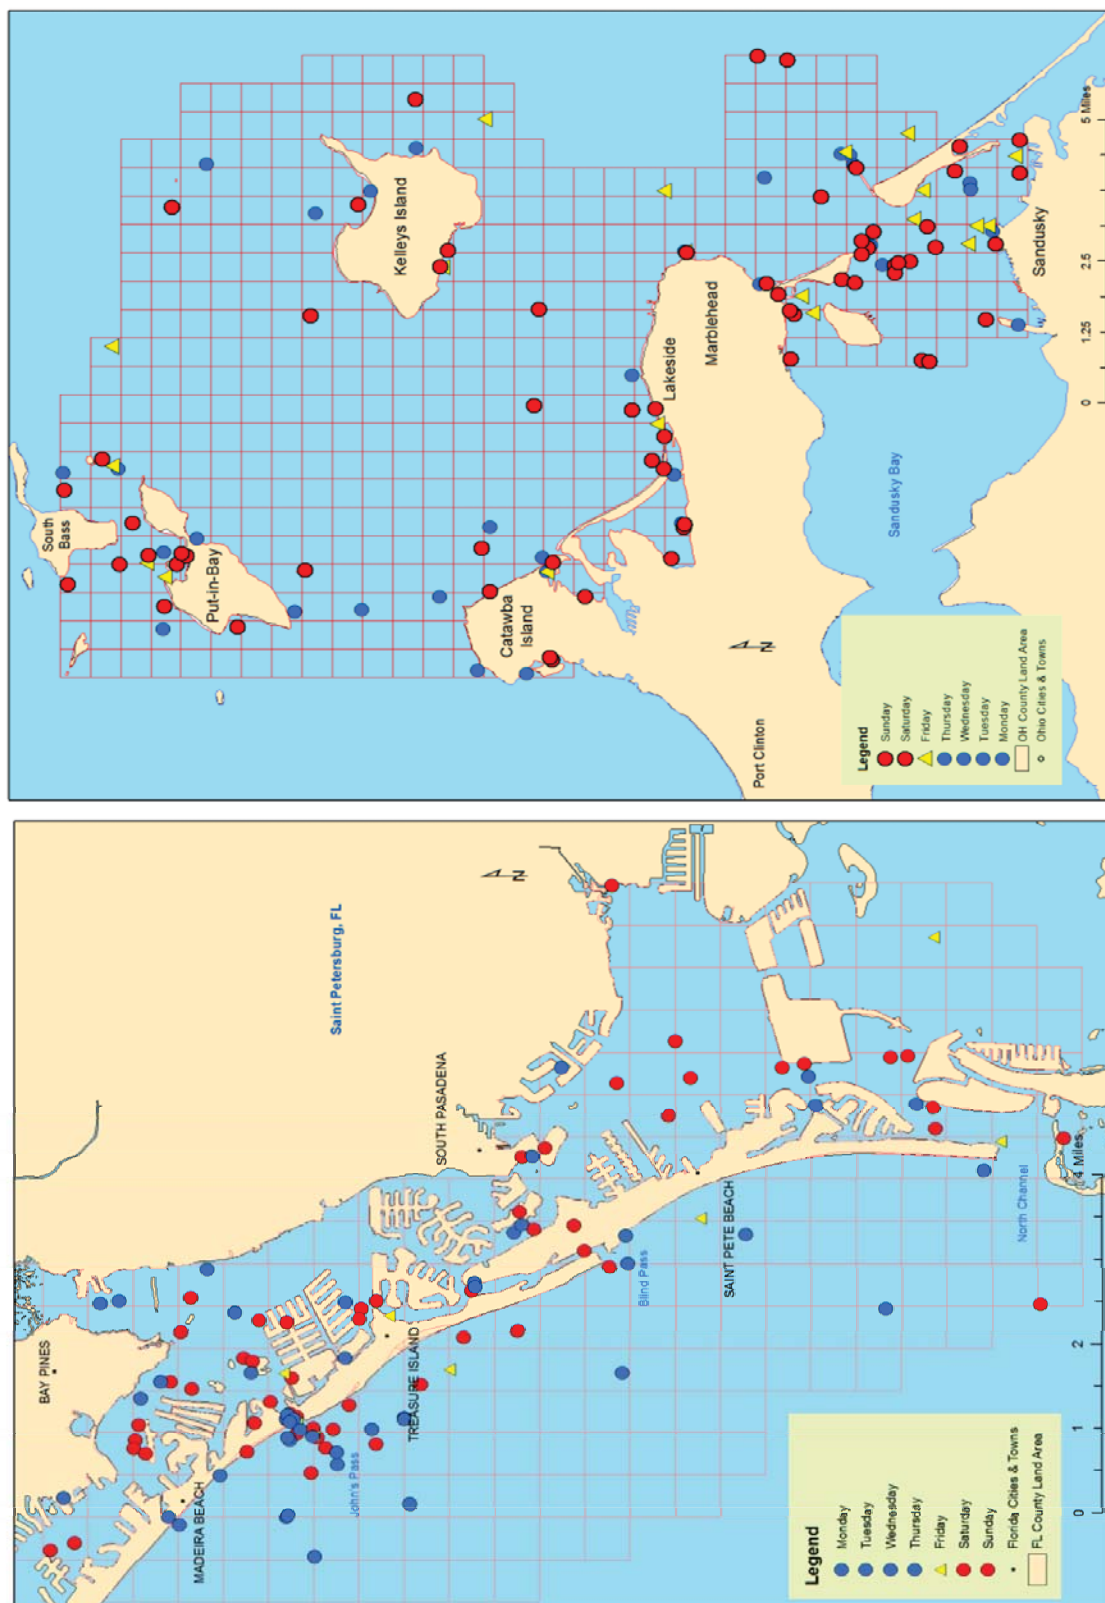 South
Bass
Put-in-Bay
Kelleys Island
Catawba
Island
Lakeside
Marblehead
Port Clinton
Sandusky Bay
Sandusky
Legend
Sunday
Saturday
Friday
Thursday
Wednesday
Tuesday
Monday
OH County Land Area
Ohio Cities & Towns
0
1.25
2.5
5 Miles
N
Saint Petersburg, FL
BAY PINES
SOUTH PASADENA
MADEIRA BEACH
John's Pass
TREASURE ISLAND
Blind Pass
SAINT PETE BEACH
North Channel
Legend
Monday
Tuesday
Wednesday
Thursday
Friday
Saturday
Sunday
Florida Cities & Towns
FL County Land Area
0
1
2
4 Miles
N